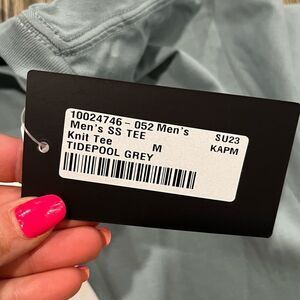 10024746 - 052 Men's
Men's SS TEE SU23
Knit Tee M KAPM
TIDEPOOL GREY